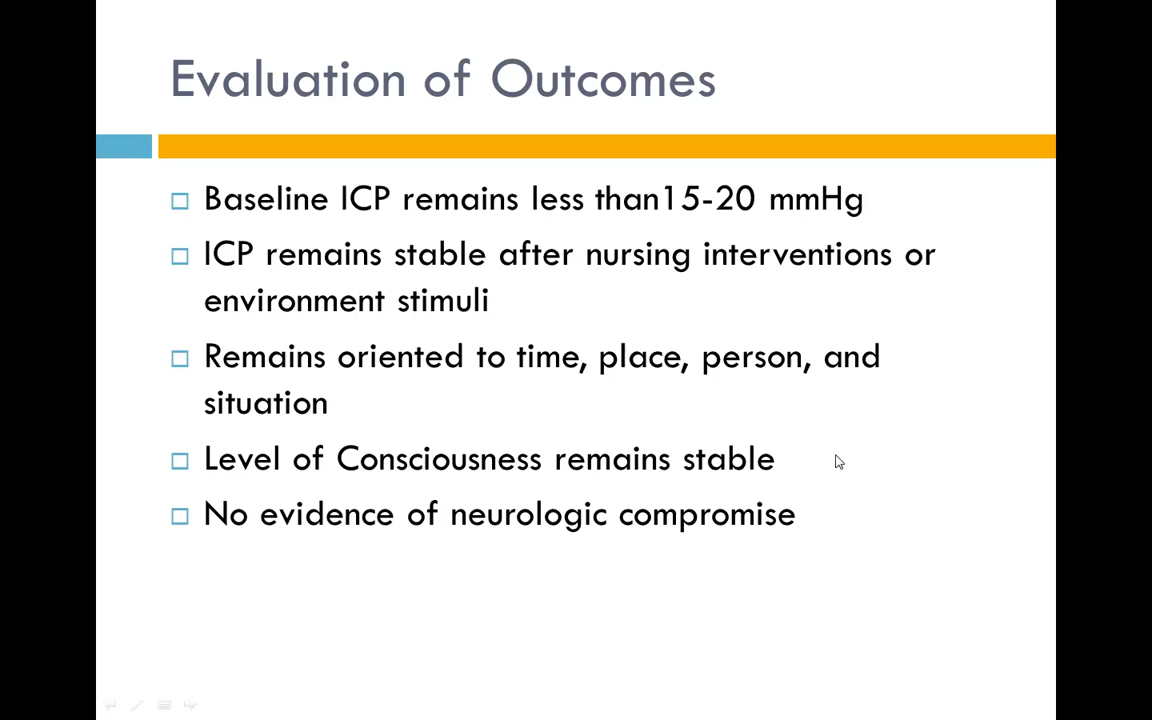 Evaluation of Outcomes
Baseline ICP remains less than15-20 mmHg
ICP remains stable after nursing interventions or
environment stimuli
Remains oriented to time, place, person, and
situation
Level of Consciousness remains stable
No evidence of neurologic compromise